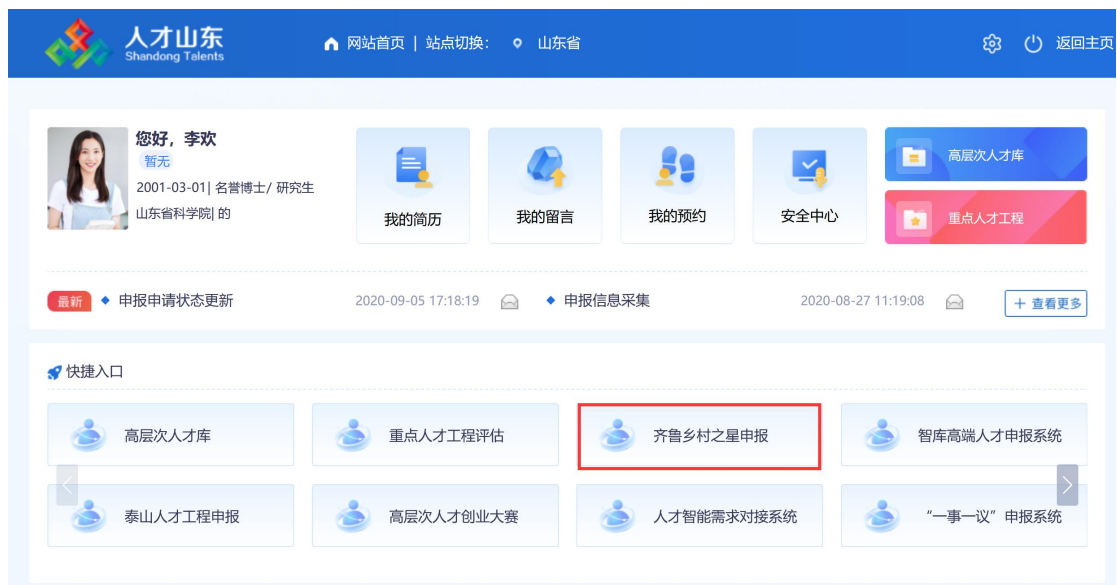 人才山东
Shandong Talents
网站首页 | 站点切换： 山东省
返回主页
您好，李欢
暂无
2001-03-01| 名誉博士/ 研究生
山东省科学院| 的
我的简历
我的留言
我的预约
安全中心
高层次人才库
重点人才工程
最新 申报申请状态更新 2020-09-05 17:18:19 申报信息采集 2020-08-27 11:19:08 + 查看更多
快捷入口
高层次人才库 重点人才工程评估 齐鲁乡村之星申报 智库高端人才申报系统
泰山人才工程申报 高层次人才创业大赛 人才智能需求对接系统 “一事一议”申报系统